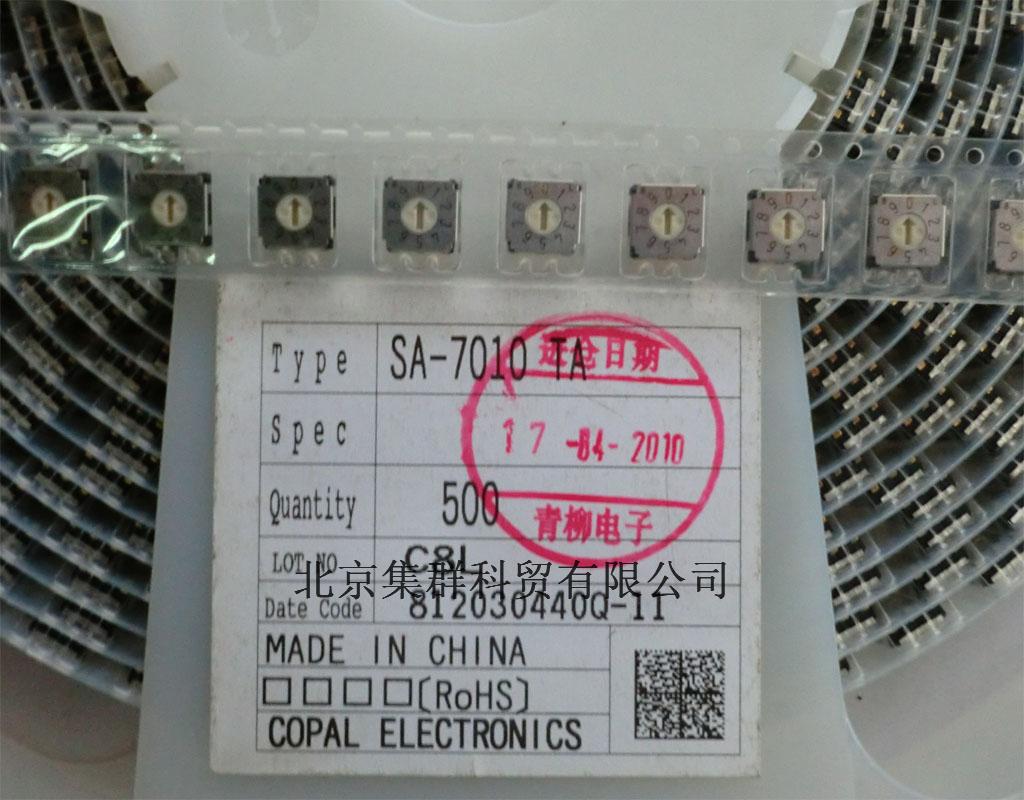 Type SA-7010 TA
进仓日期
Spec
17 -04- 2010
Quantity 500
青柳电子
LOT.NO C8L
北京集群科贸有限公司
Date Code 812030440Q-11
MADE IN CHINA
□□□□(RoHS)
COPAL ELECTRONICS